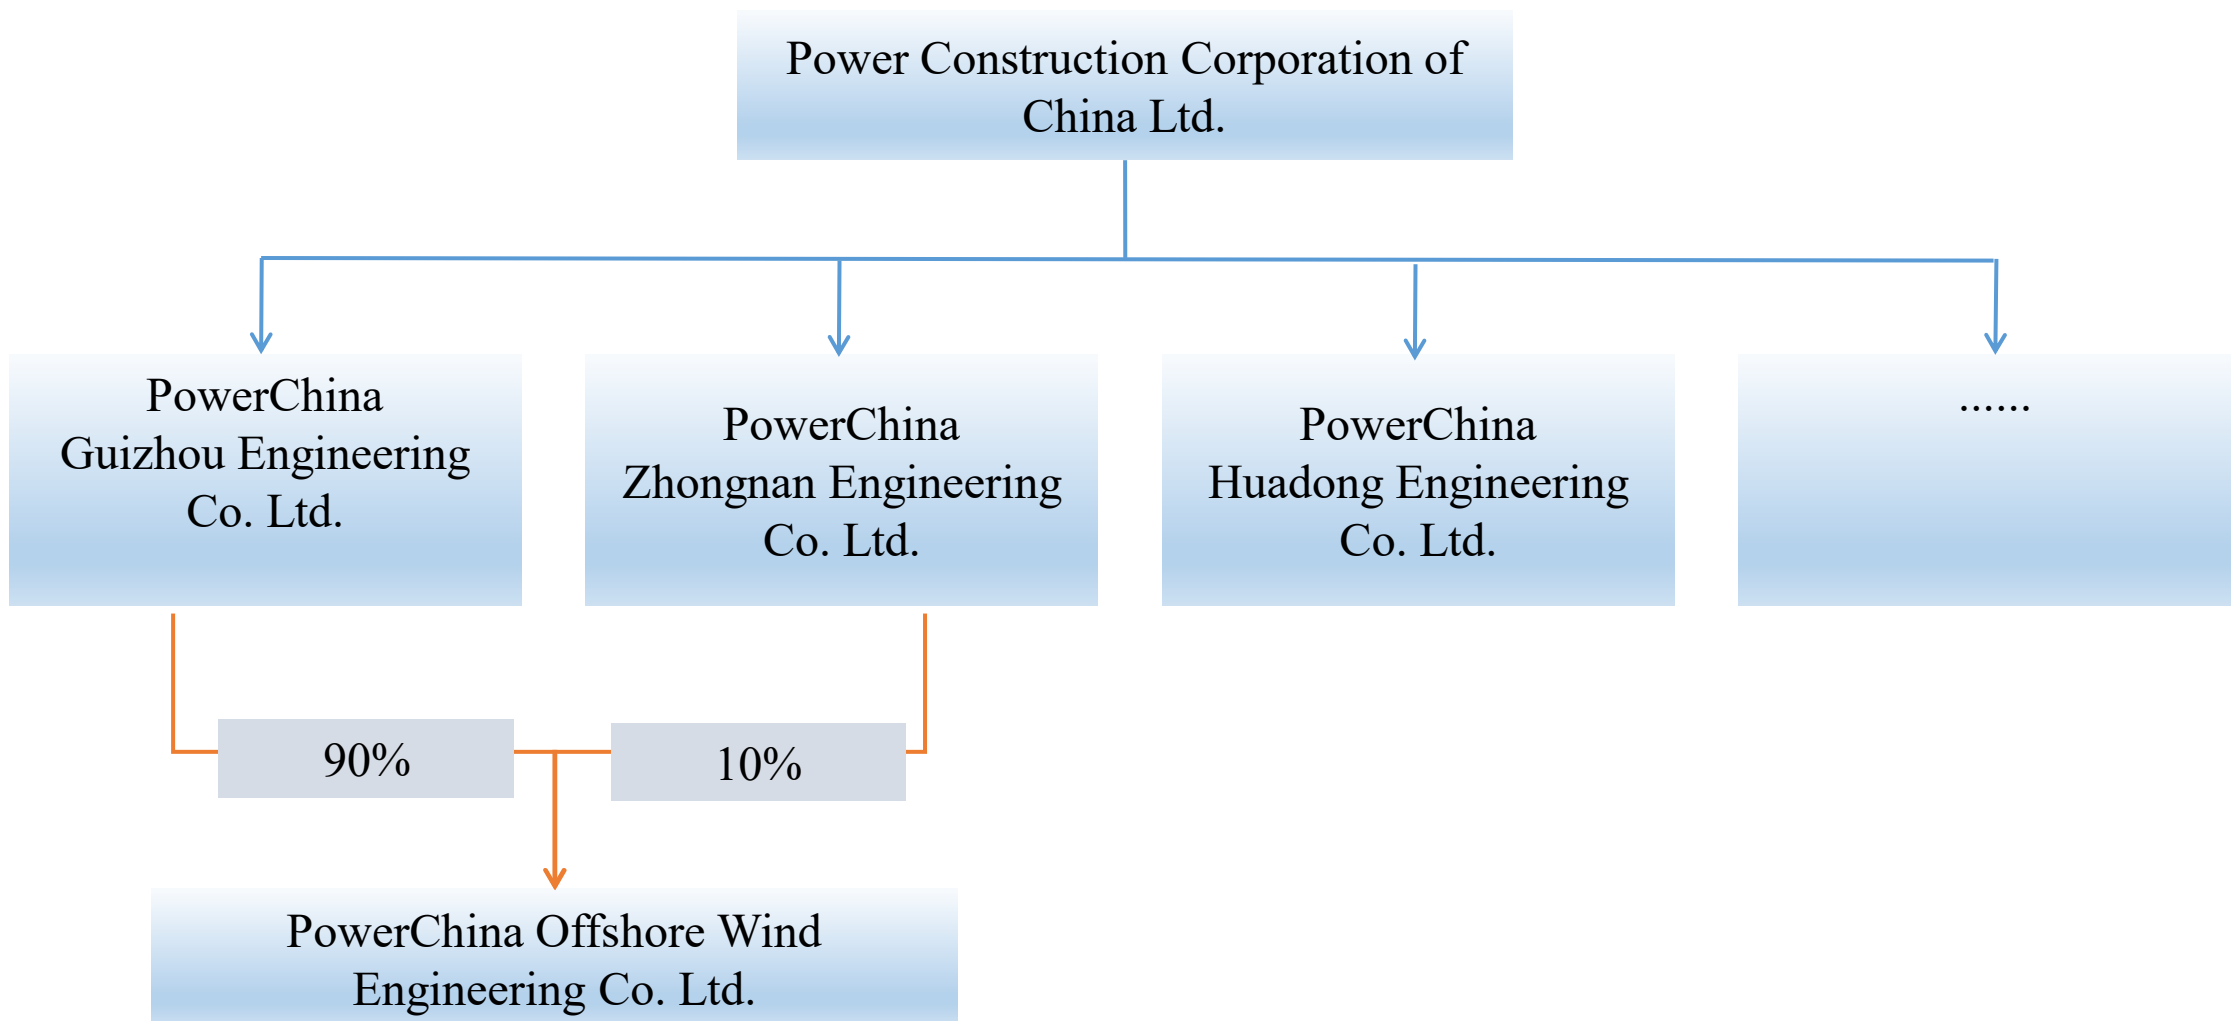 Power Construction Corporation of
China Ltd.
PowerChina
Guizhou Engineering
Co. Ltd.
PowerChina
Zhongnan Engineering
Co. Ltd.
PowerChina
Huadong Engineering
Co. Ltd.
......
90%
10%
PowerChina Offshore Wind
Engineering Co. Ltd.